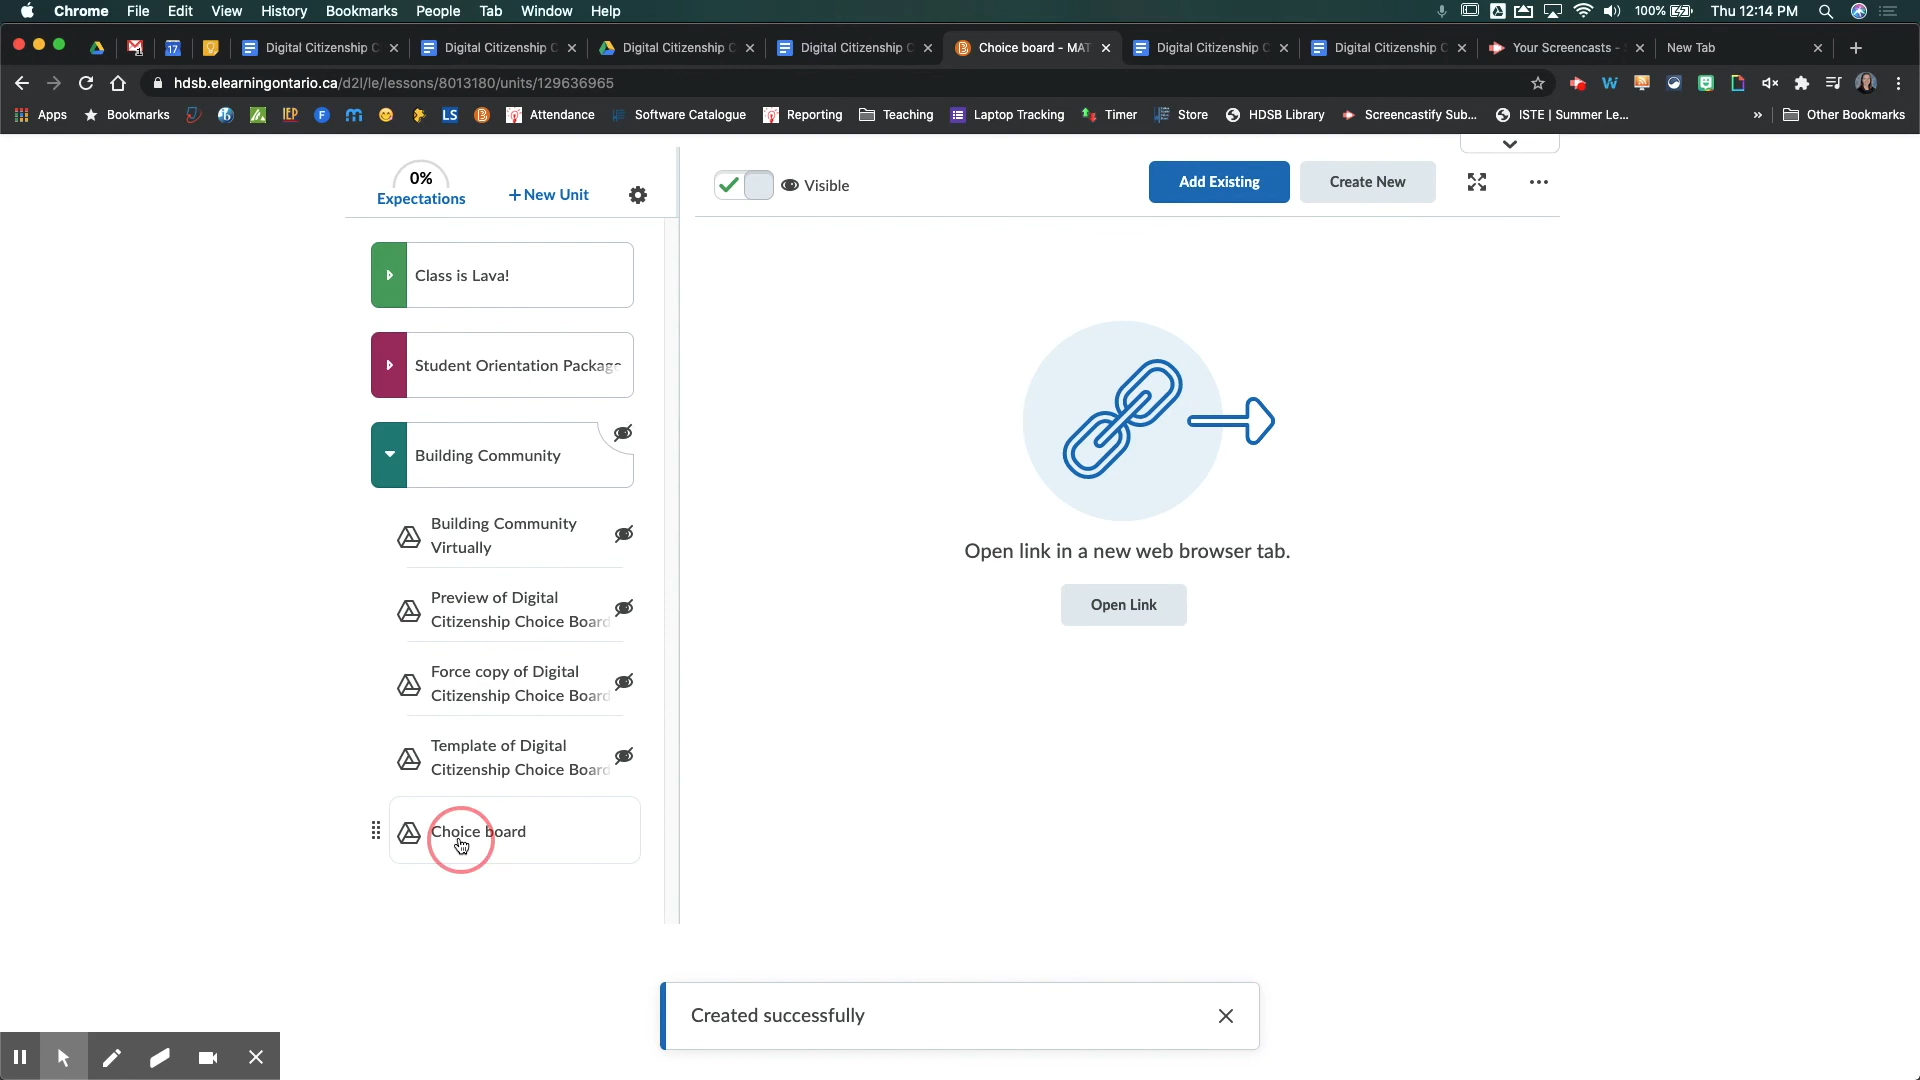 Chrome File Edit View History Bookmarks People Tab Window Help 100% Thu 12:14 PM
17 Digital Citizenship C Digital Citizenship C Digital Citizenship C Digital Citizenship C Choice board - MAT Digital Citizenship C Digital Citizenship C Your Screencasts - New Tab
hdsb.elearningontario.ca/d2l/le/lessons/8013180/units/129636965
Apps Bookmarks IEP LS Attendance Software Catalogue Reporting Teaching Laptop Tracking Timer Store HDSB Library Screencastify Sub... ISTE | Summer Le... » Other Bookmarks
0%
Expectations
+ New Unit
Visible
Add Existing
Create New
Class is Lava!
Student Orientation Package
Building Community
Building Community
Virtually
Preview of Digital
Citizenship Choice Board
Force copy of Digital
Citizenship Choice Board
Template of Digital
Citizenship Choice Board
Choice board
Open link in a new web browser tab.
Open Link
Created successfully